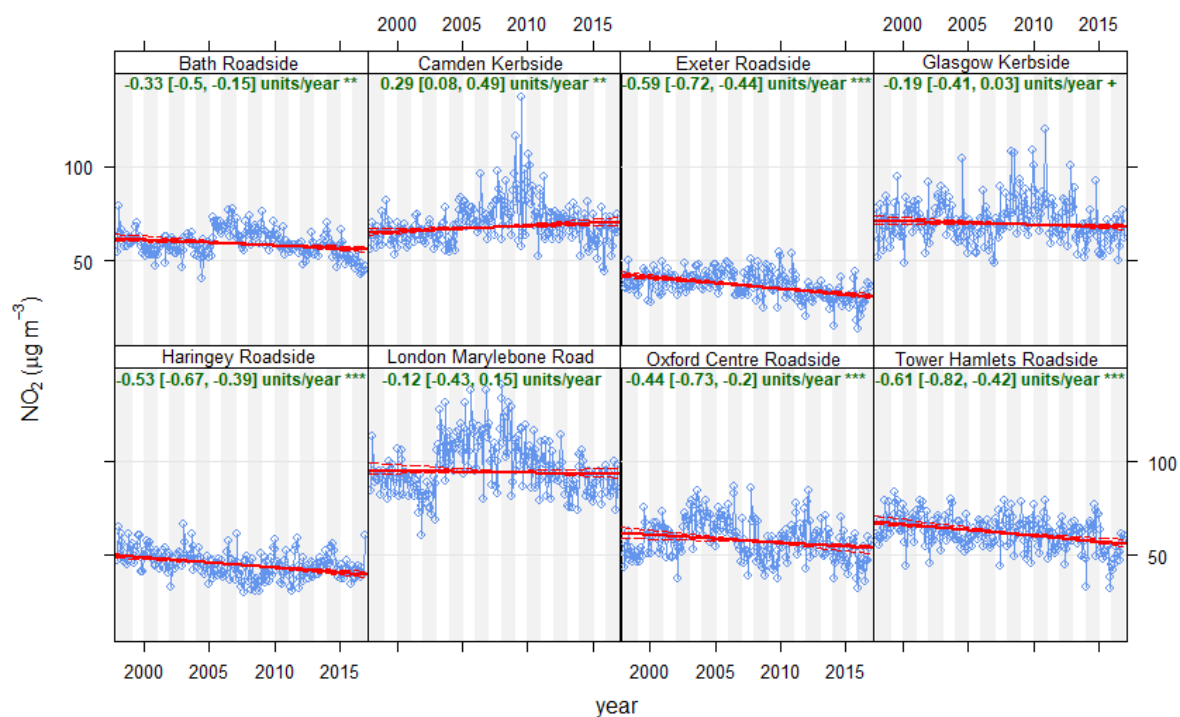 2000 2005 2010 2015
Bath Roadside Camden Kerbside Exeter Roadside Glasgow Kerbside
-0.33 [-0.5, -0.15] units/year ** 0.29 [0.08, 0.49] units/year ** -0.59 [-0.72, -0.44] units/year *** -0.19 [-0.41, 0.03] units/year +
100
50
Haringey Roadside London Marylebone Road Oxford Centre Roadside Tower Hamlets Roadside
-0.53 [-0.67, -0.39] units/year *** -0.12 [-0.43, 0.15] units/year -0.44 [-0.73, -0.2] units/year *** -0.61 [-0.82, -0.42] units/year ***
NO₂ (µg m⁻³)
100
50
2000 2005 2010 2015 2000 2005 2010 2015
2000 2005 2010 2015
year